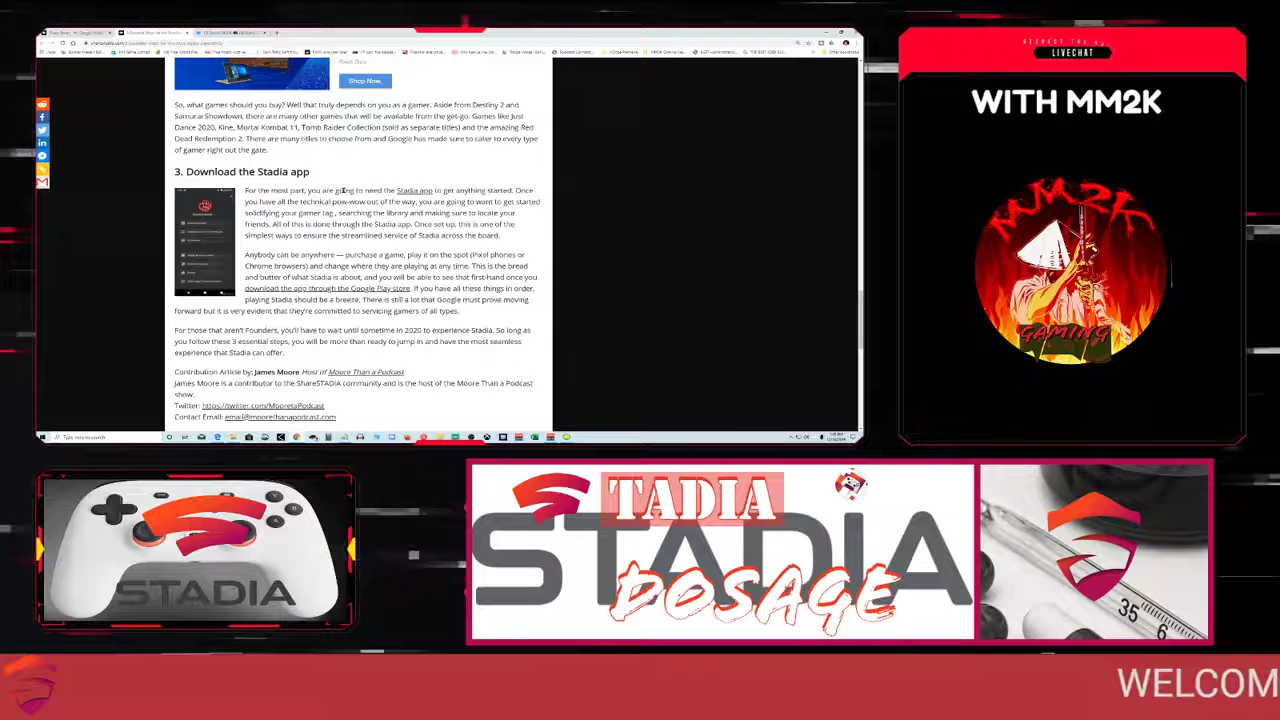 Shop Now
So, what games should you buy? Well that truly depends on you as a gamer. Aside from Destiny 2 and
Samurai Showdown, there are many other games that will be available from the get-go. Games like Just
Dance 2020, Kine, Mortal Kombat 11, Tomb Raider Collection (sold as separate titles) and the amazing Red
Dead Redemption 2. There are many titles to choose from and Google has made sure to cater to every type
of gamer right out the gate.
3. Download the Stadia app
For the most part, you are going to need the Stadia app to get anything started. Once
you have all the technical pow-wow out of the way, you are going to want to get started
solidifying your gamer tag , searching the library and making sure to locate your
friends. All of this is done through the Stadia app. Once set up, this is one of the
simplest ways to ensure the streamlined service of Stadia across the board.
Anybody can be anywhere — purchase a game, play it on the spot (Pixel phones or
Chrome browsers) and change where they are playing at any time. This is the bread
and butter of what Stadia is about, and you will be able to see that first-hand once you
download the app through the Google Play store. If you have all these things in order,
playing Stadia should be a breeze. There is still a lot that Google must prove moving
forward but it is very evident that they're committed to servicing gamers of all types.
For those that aren't Founders, you'll have to wait until sometime in 2020 to experience Stadia. So long as
you follow these 3 essential steps, you will be more than ready to jump in and have the most seamless
experience that Stadia can offer.
Contribution Article by: James Moore Host of Moore Than a Podcast
James Moore is a contributor to the ShareSTADIA community and is the host of the Moore Than a Podcast
show.
Twitter: https://twitter.com/MooretaPodcast
Contact Email: email@moorethanapodcast.com
Type here to search
LIVECHAT
WITH MM2K
MM2K
GAMING
STADIA
TADIA
STADIA
DOSAGE
35
6
WELCOM